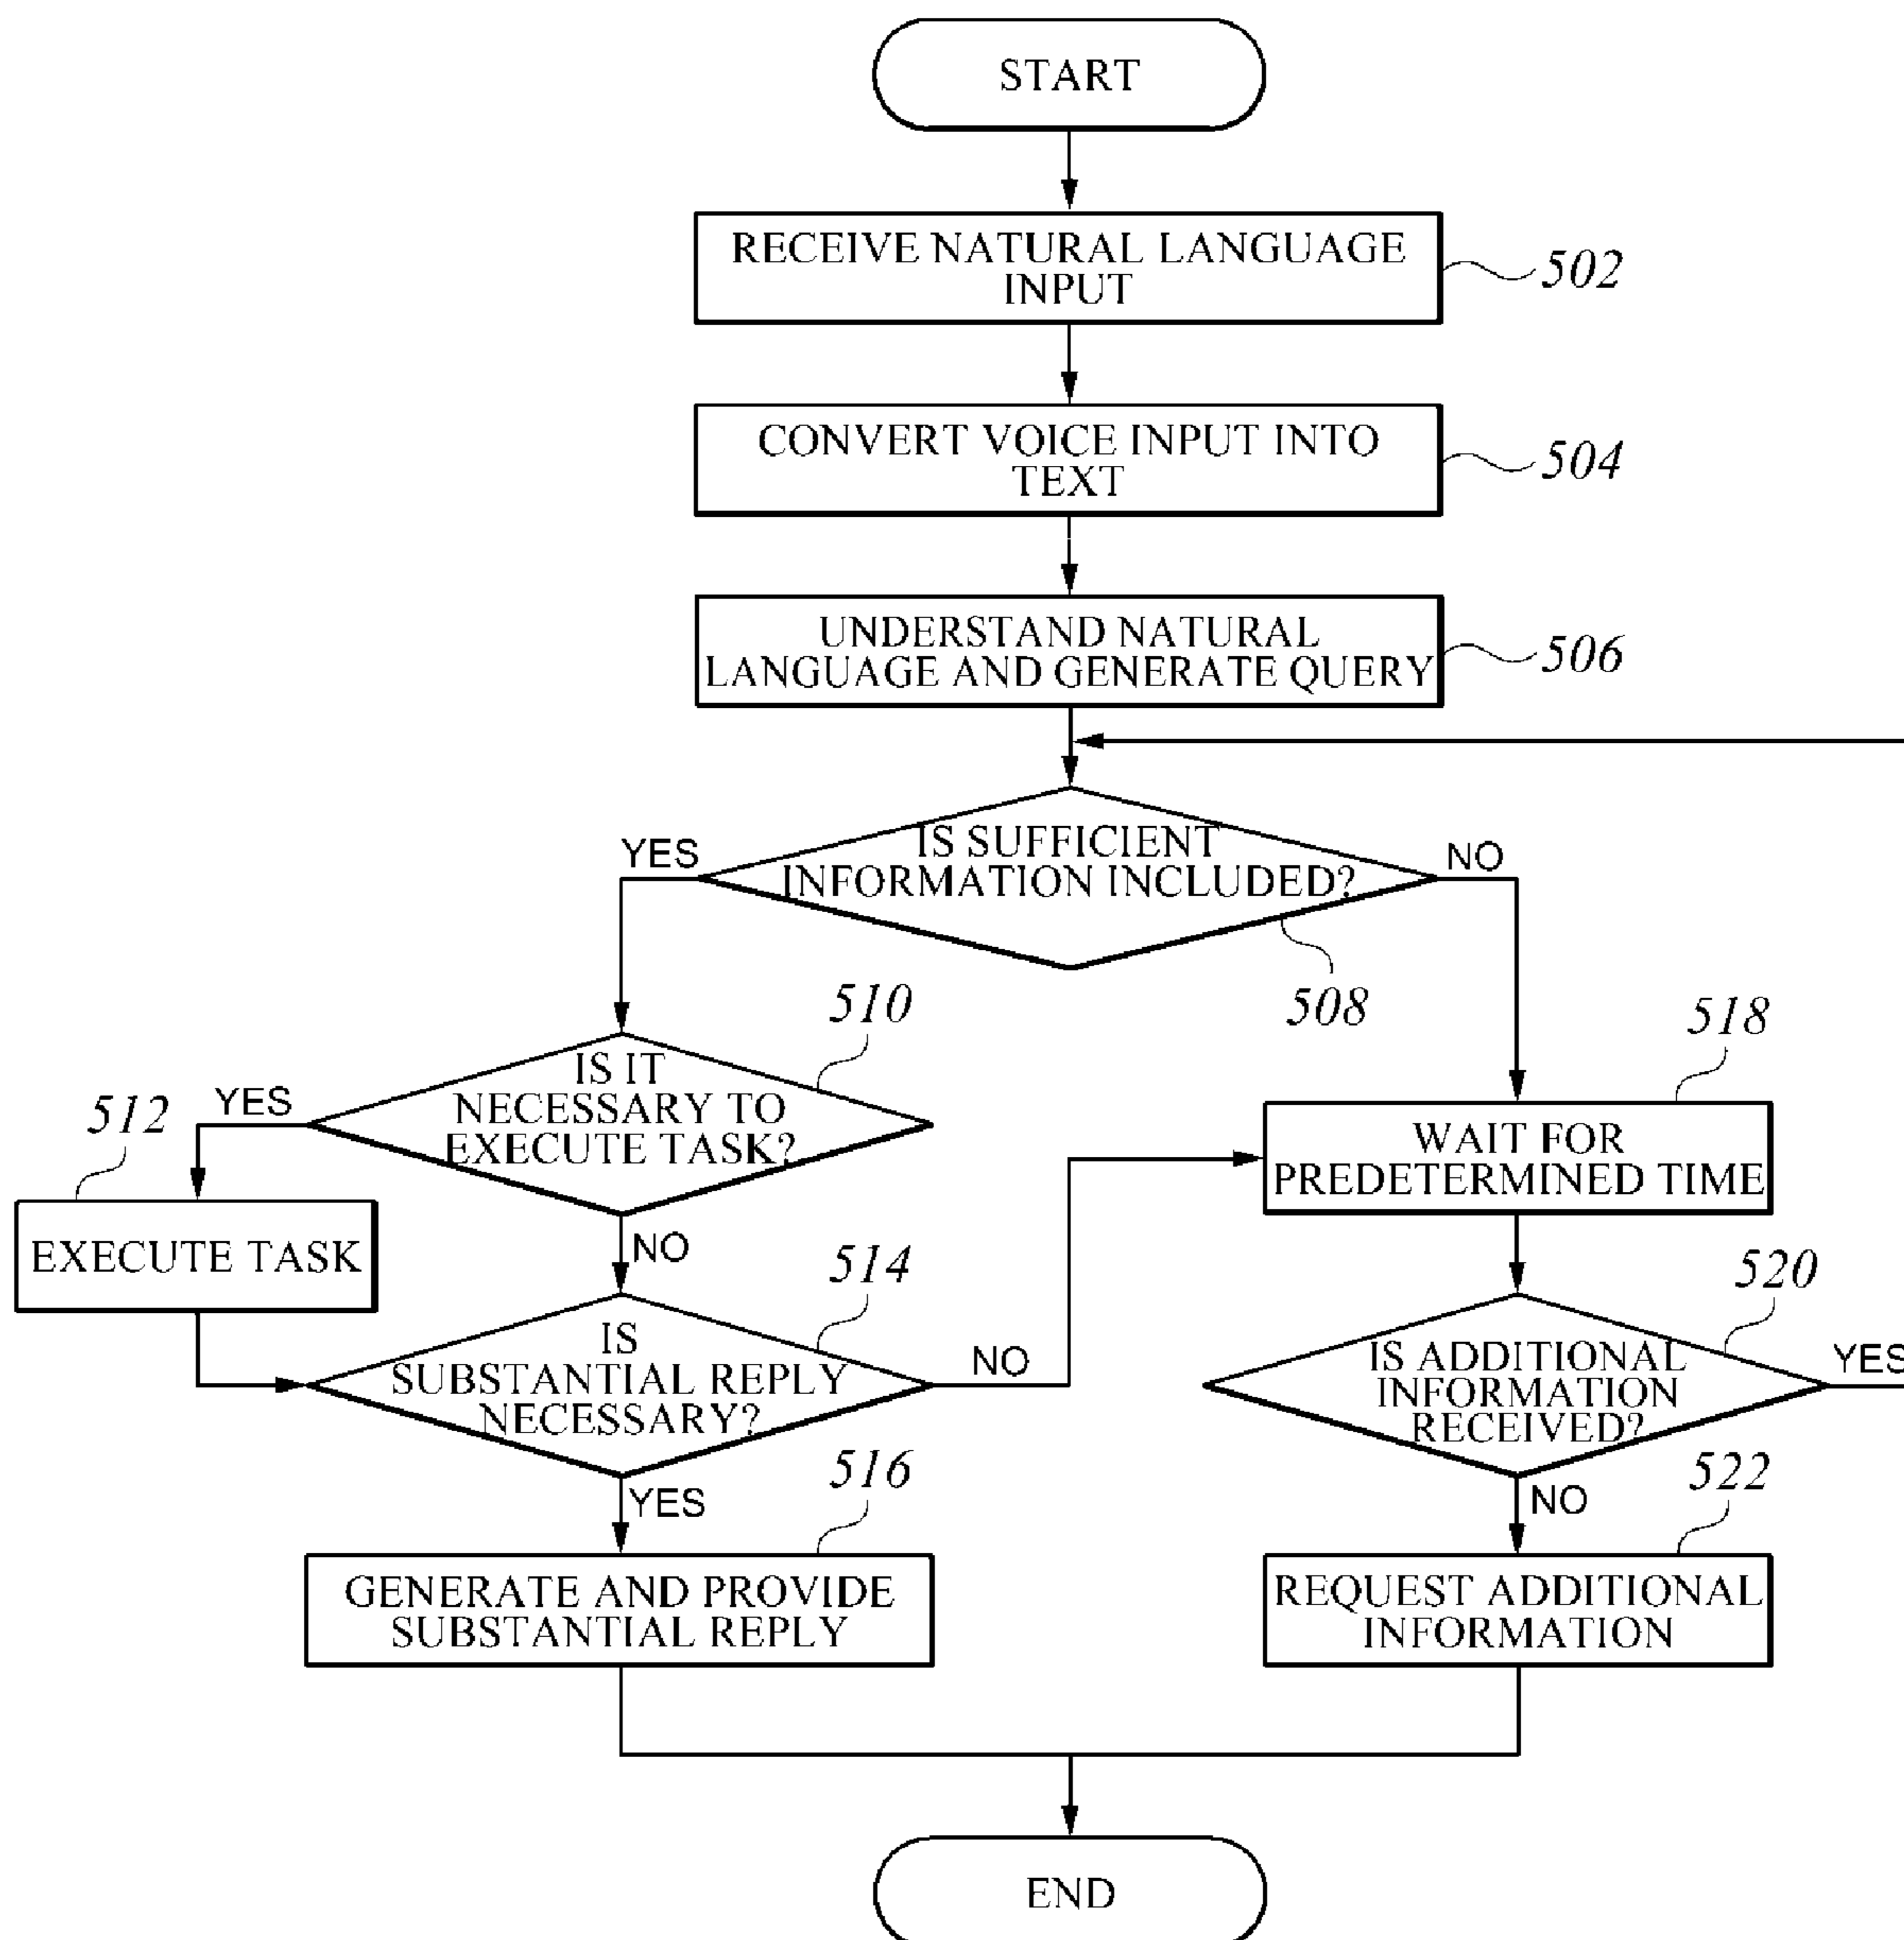 START
RECEIVE NATURAL LANGUAGE
INPUT
502
CONVERT VOICE INPUT INTO
TEXT
504
UNDERSTAND NATURAL
LANGUAGE AND GENERATE QUERY
506
IS SUFFICIENT
INFORMATION INCLUDED?
YES
NO
508
510
IS IT
NECESSARY TO
EXECUTE TASK?
YES
NO
512
EXECUTE TASK
514
IS
SUBSTANTIAL REPLY
NECESSARY?
NO
YES
516
GENERATE AND PROVIDE
SUBSTANTIAL REPLY
518
WAIT FOR
PREDETERMINED TIME
520
IS ADDITIONAL
INFORMATION
RECEIVED?
YES
NO
522
REQUEST ADDITIONAL
INFORMATION
END